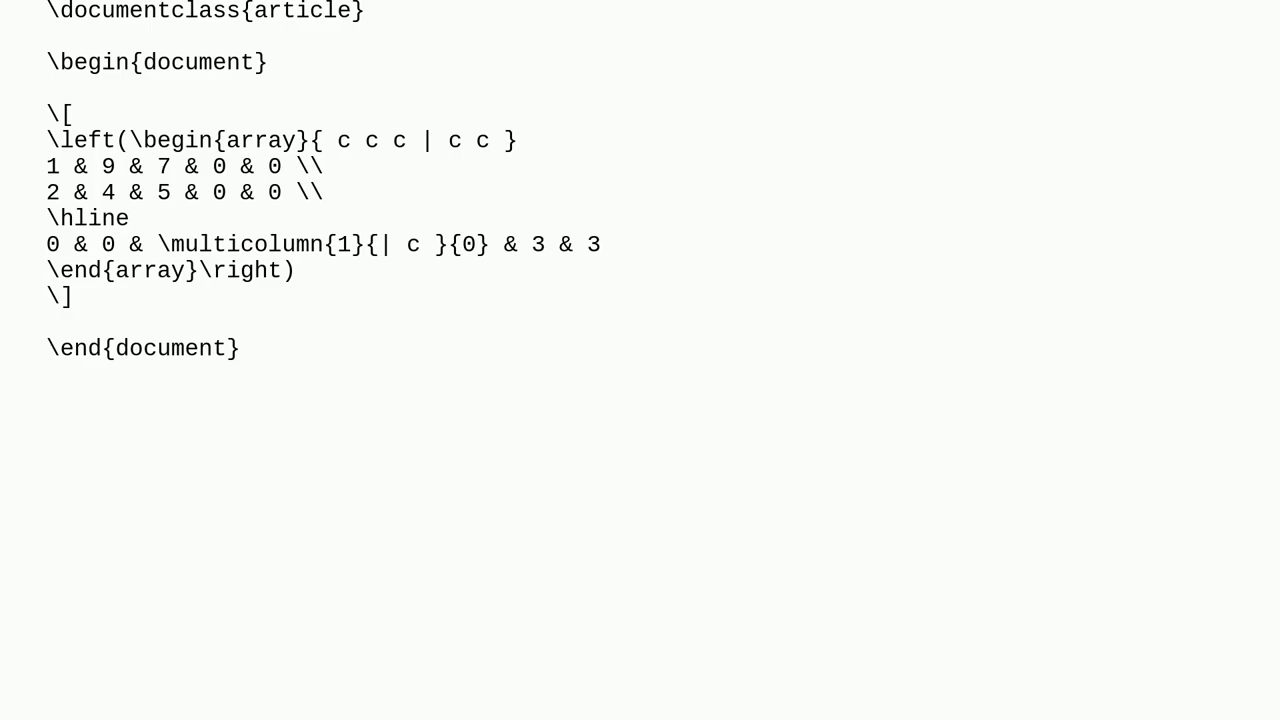 \documentclass{article}
\begin{document}
\[
\left(\begin{array}{ c c c | c c }
1 & 9 & 7 & 0 & 0 \\
2 & 4 & 5 & 0 & 0 \\
\hline
0 & 0 & \multicolumn{1}{| c }{0} & 3 & 3
\end{array}\right)
\]
\end{document}